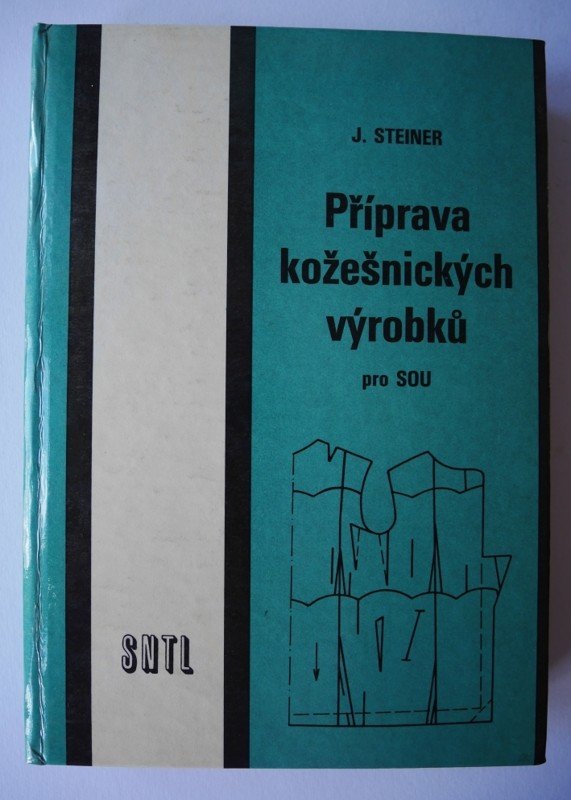 J. STEINER
Příprava
kožešnických
výrobků
pro SOU
SNTL